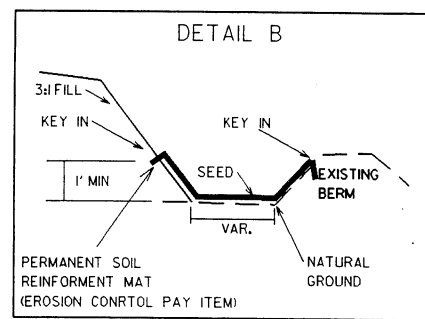 DETAIL B
3:1 FILL
KEY IN
KEY IN
1' MIN
SEED
EXISTING
BERM
VAR.
PERMANENT SOIL
REINFORMENT MAT
(EROSION CONRTOL PAY ITEM)
NATURAL
GROUND